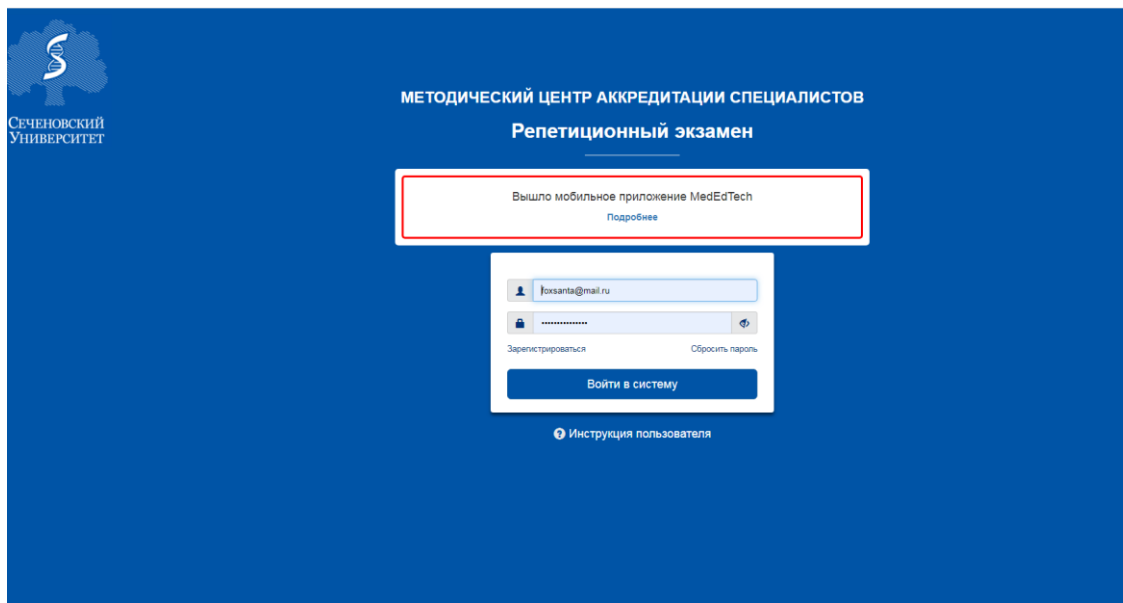 Сеченовский
Университет
МЕТОДИЧЕСКИЙ ЦЕНТР АККРЕДИТАЦИИ СПЕЦИАЛИСТОВ
Репетиционный экзамен
Вышло мобильное приложение MedEdTech
Подробнее
foxsanta@mail.ru
Зарегистрироваться
Сбросить пароль
Войти в систему
Инструкция пользователя